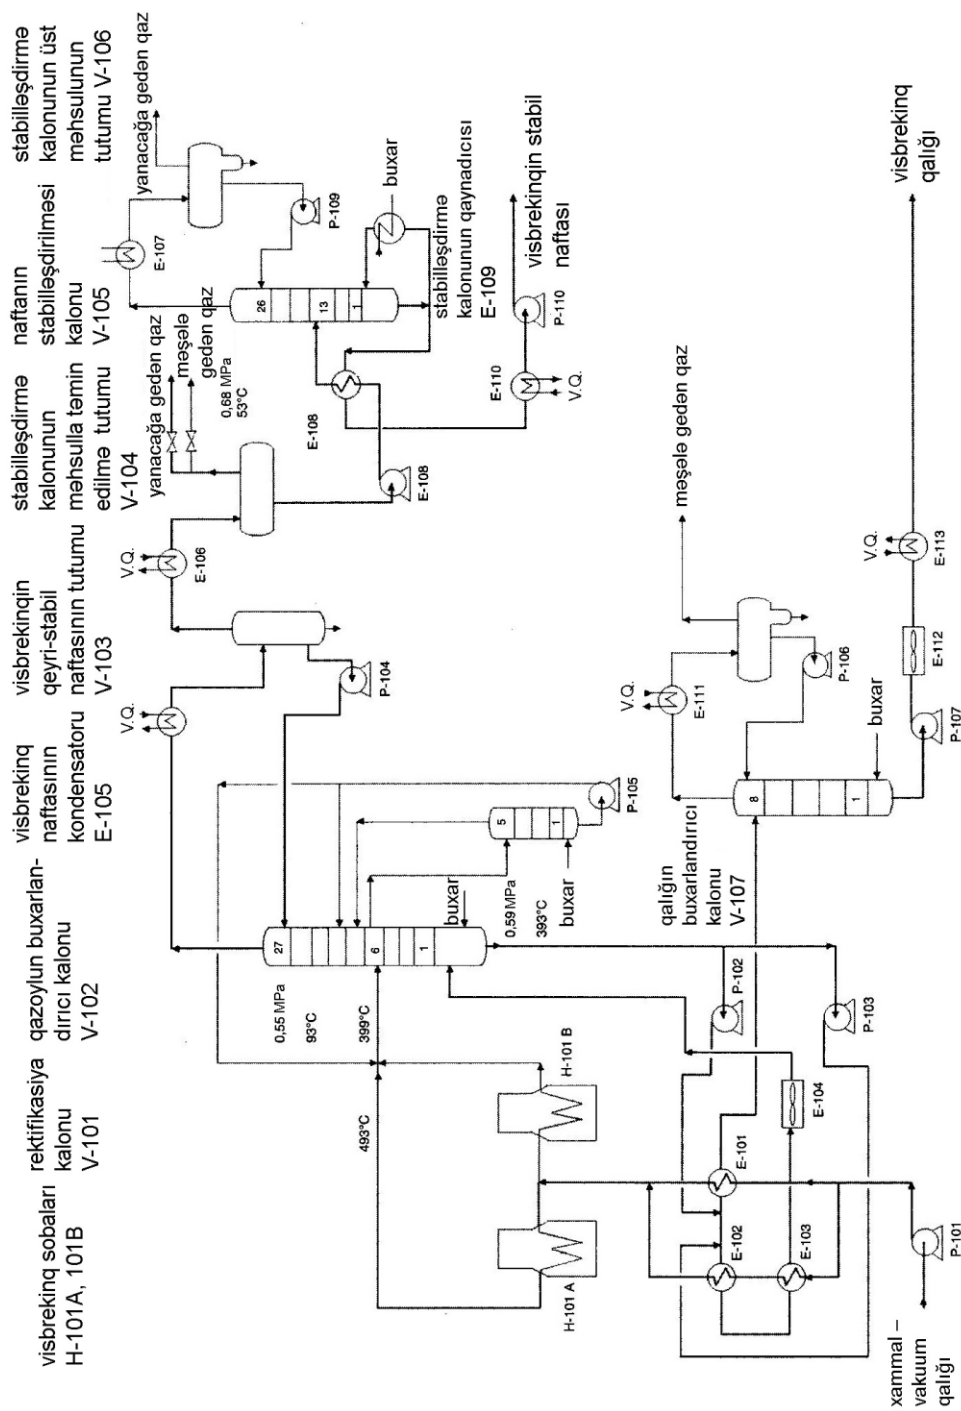 visbrekinq sobaları
H-101A, 101B
rektifikasiya
kalonu
V-101
qazoylun buxarlan-
dırıcı kalonu
V-102
visbrekinq
naftasının
kondensatoru
E-105
visbrekinqin
qeyri-stabil
naftasının tutumu
V-103
stabilləşdirmə
kalonunun
məhsulla təmin
edilmə tutumu
V-104
naftanın
stabilləşdirilməsi
kalonu
V-105
stabilləşdirmə
kalonunun üst
məhsulunun
tutumu V-106
yanacağa gedən qaz
E-107
P-109
buxar
26
13
1
stabilləşdirmə
kalonunun qaynadıcısı
E-109
yanacağa gedən qaz
məşələ
gedən qaz
0,68 MPa
53°C
E-108
E-108
E-110
V.Q.
P-110
visbrekinqin stabil
naftası
V.Q.
E-106
V.Q.
P-104
P-105
5
1
buxar
0,59 MPa
393°C
buxar
27
6
1
0,55 MPa
93°C
399°C
493°C
H-101 B
H-101 A
P-102
P-103
E-104
E-101
E-102
E-103
P-101
xammal –
vakuum
qalığı
qalığın
buxarlandırıcı
kalonu
V-107
8
1
buxar
P-107
V.Q.
E-111
P-106
məşələ gedən qaz
E-112
V.Q.
E-113
visbrekinq
qalığı